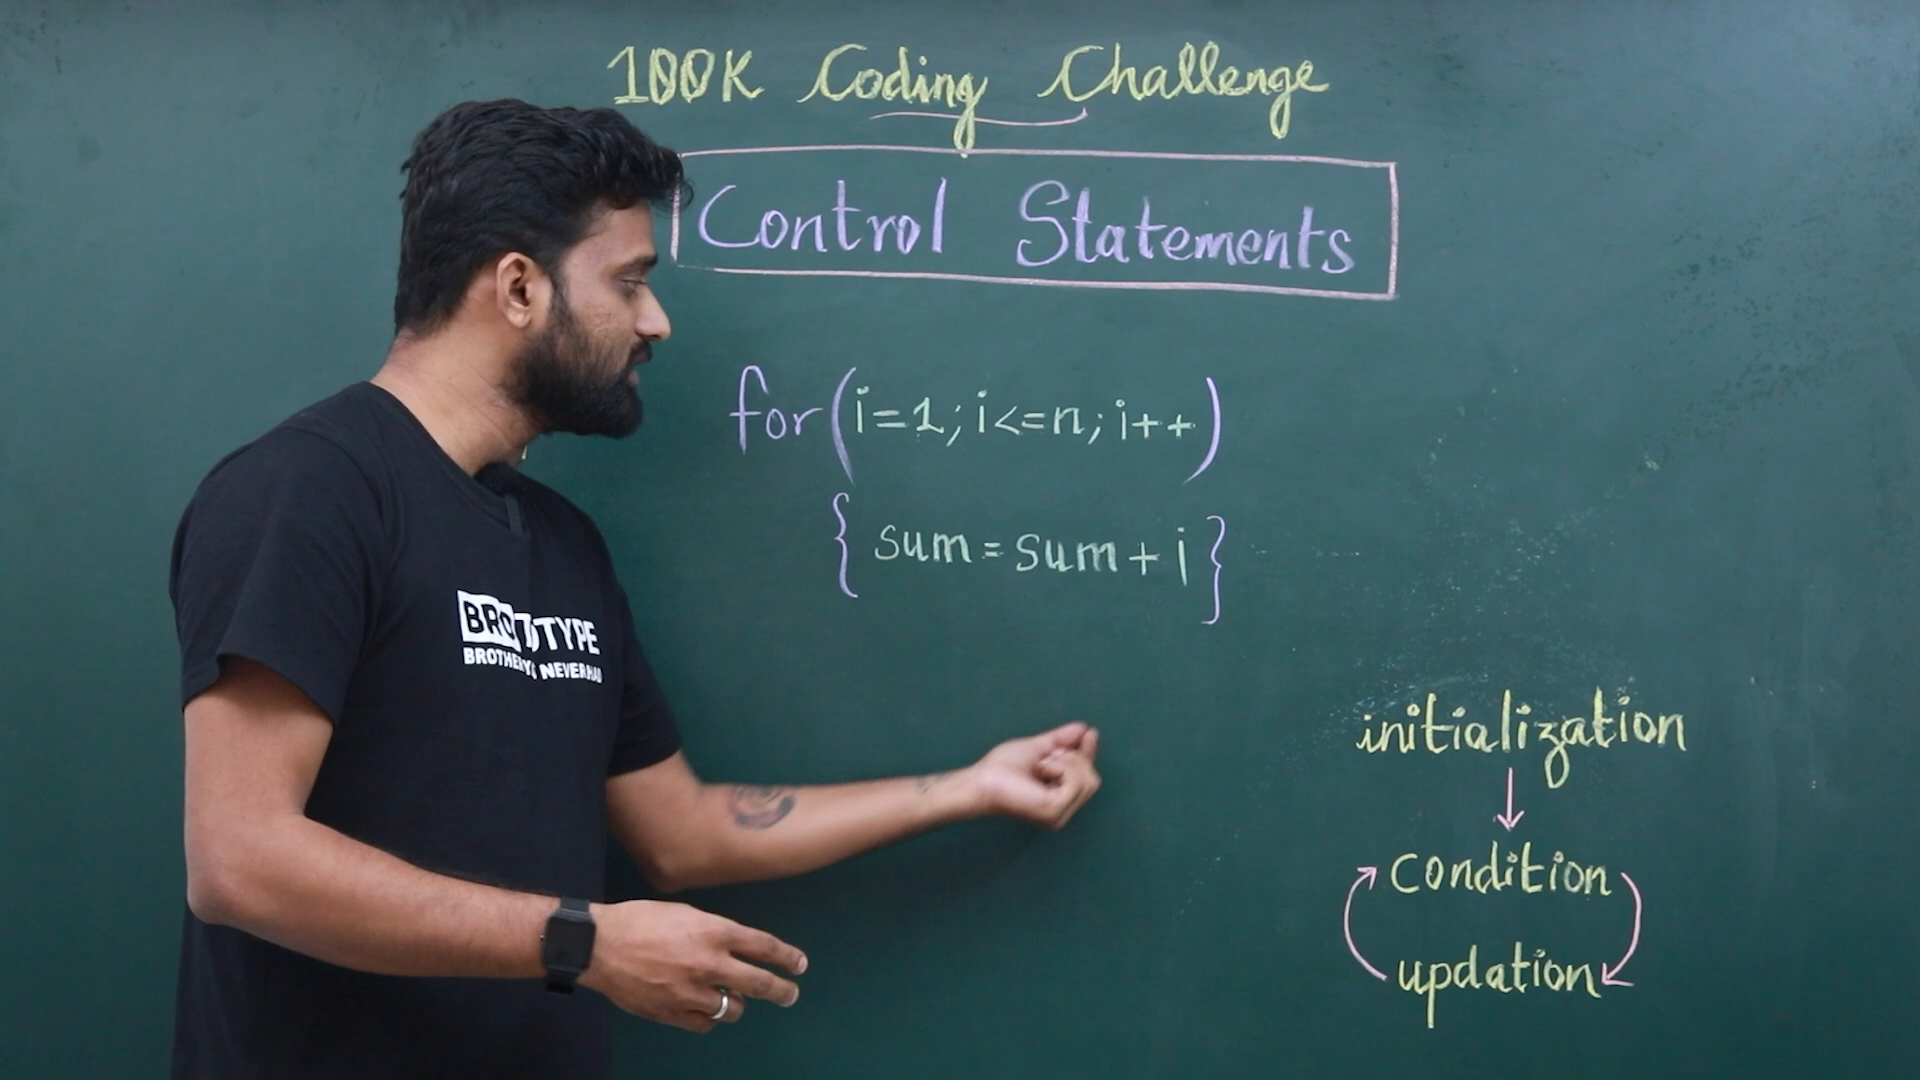 100K Coding Challenge
Control Statements
for(i=1;i<=n;i++)
{ sum=sum+i }
BROTOTYPE
initialization
condition
updation